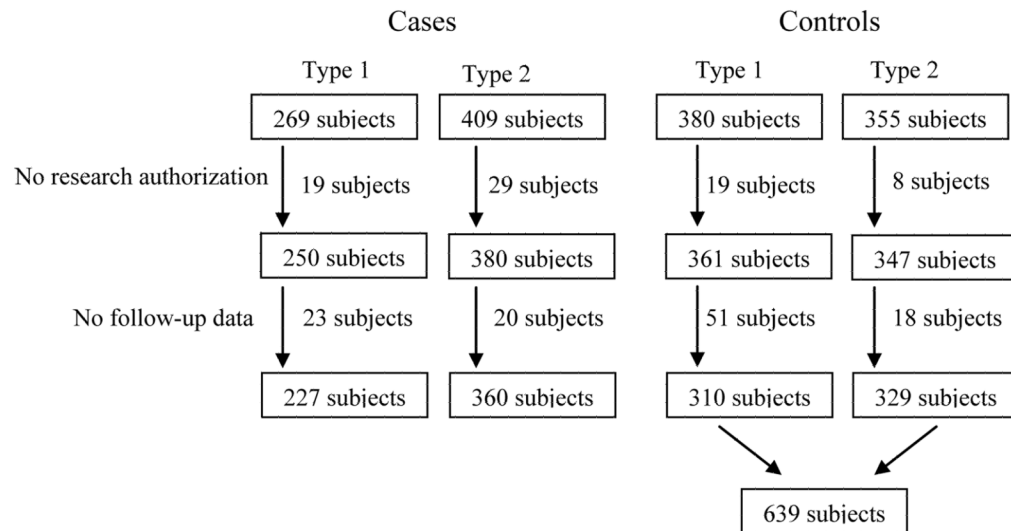 Cases Controls
Type 1 Type 2 Type 1 Type 2
269 subjects 409 subjects 380 subjects 355 subjects
No research authorization 19 subjects 29 subjects 19 subjects 8 subjects
250 subjects 380 subjects 361 subjects 347 subjects
No follow-up data 23 subjects 20 subjects 51 subjects 18 subjects
227 subjects 360 subjects 310 subjects 329 subjects
639 subjects